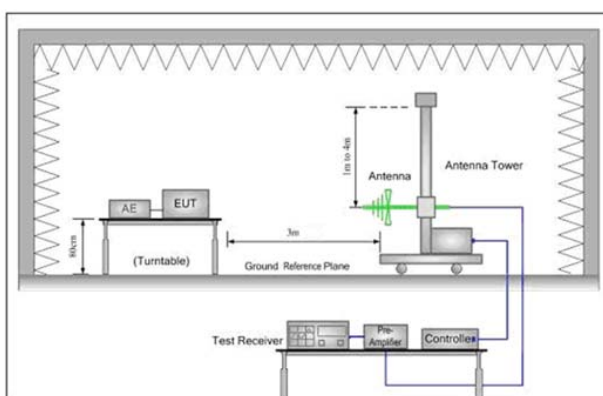 1m to 4m
Antenna
Antenna Tower
AE
EUT
80cm
(Turntable)
3m
Ground Reference Plane
Test Receiver
Pre-
Amplifier
Controller